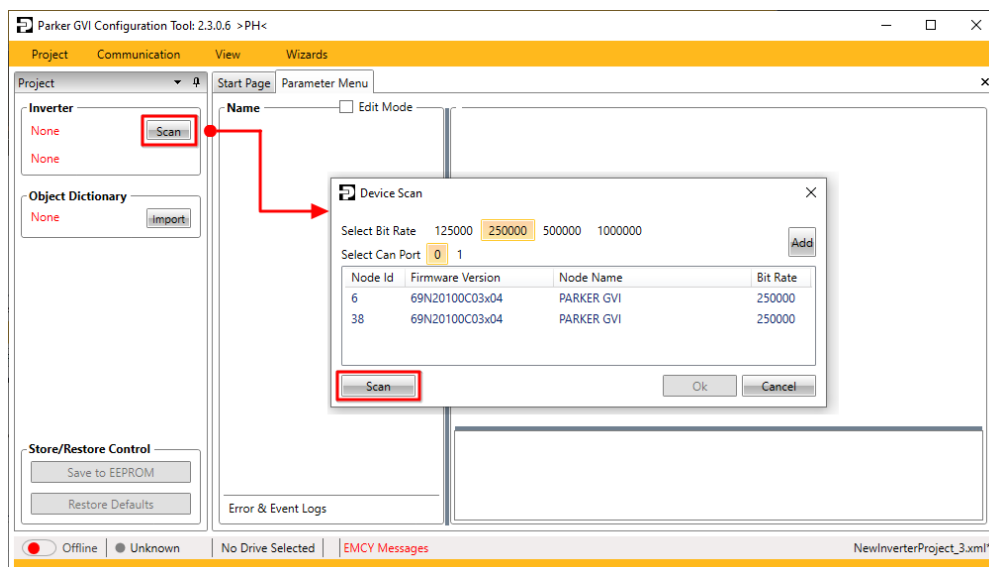 Parker GVI Configuration Tool: 2.3.0.6 >PH<
Project Communication View Wizards
Project
Start Page Parameter Menu
Inverter
None Scan
None
Object Dictionary
None Import
Name Edit Mode
Device Scan
Select Bit Rate 125000 250000 500000 1000000
Select Can Port 0 1
Add
Node Id Firmware Version Node Name Bit Rate
6 69N20100C03x04 PARKER GVI 250000
38 69N20100C03x04 PARKER GVI 250000
Scan Ok Cancel
Store/Restore Control
Save to EEPROM
Restore Defaults
Error & Event Logs
Offline Unknown No Drive Selected EMCY Messages NewInverterProject_3.xml*